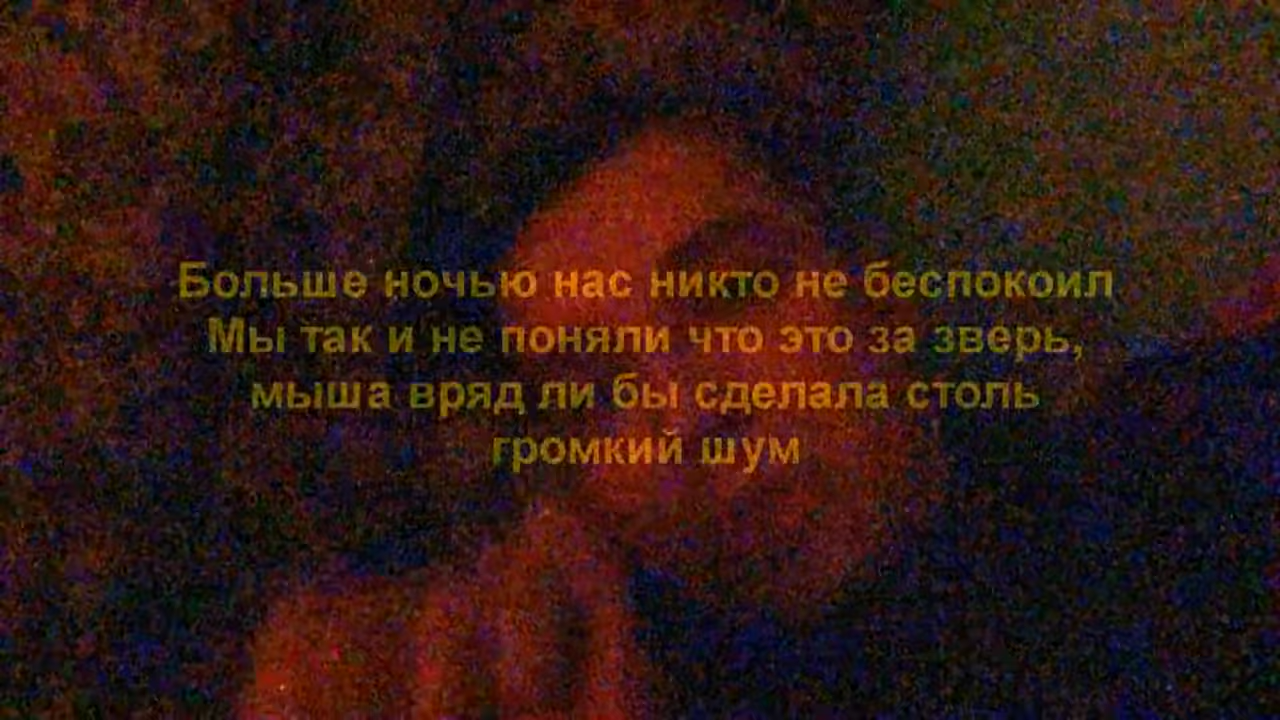 Больше ночью нас никто не беспокоил
Мы так и не поняли что это за зверь,
мыша вряд ли бы сделала столь
громкий шум